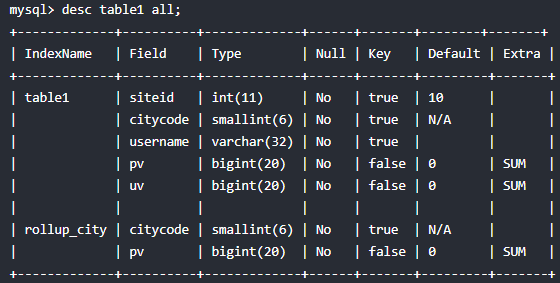 mysql> desc table1 all;
+------------+----------+-------------+------+-------+---------+-------+
| IndexName | Field | Type | Null | Key | Default | Extra |
+------------+----------+-------------+------+-------+---------+-------+
| table1 | siteid | int(11) | No | true | 10 | |
| | citycode | smallint(6) | No | true | N/A | |
| | username | varchar(32) | No | true | | |
| | pv | bigint(20) | No | false | 0 | SUM |
| | uv | bigint(20) | No | false | 0 | SUM |
| | | | | | | |
| rollup_city | citycode | smallint(6) | No | true | N/A | |
| | pv | bigint(20) | No | false | 0 | SUM |
+------------+----------+-------------+------+-------+---------+-------+